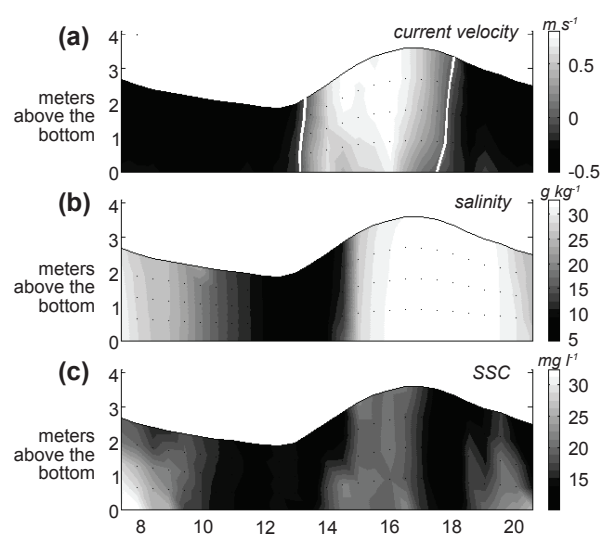 (a)
current velocity
m s⁻¹
4
3
2
1
0
meters
above the
bottom
0.5
0
-0.5
(b)
salinity
g kg⁻¹
4
3
2
1
0
meters
above the
bottom
30
25
20
15
10
5
(c)
SSC
mg l⁻¹
4
3
2
1
0
meters
above the
bottom
30
25
20
15
8 10 12 14 16 18 20